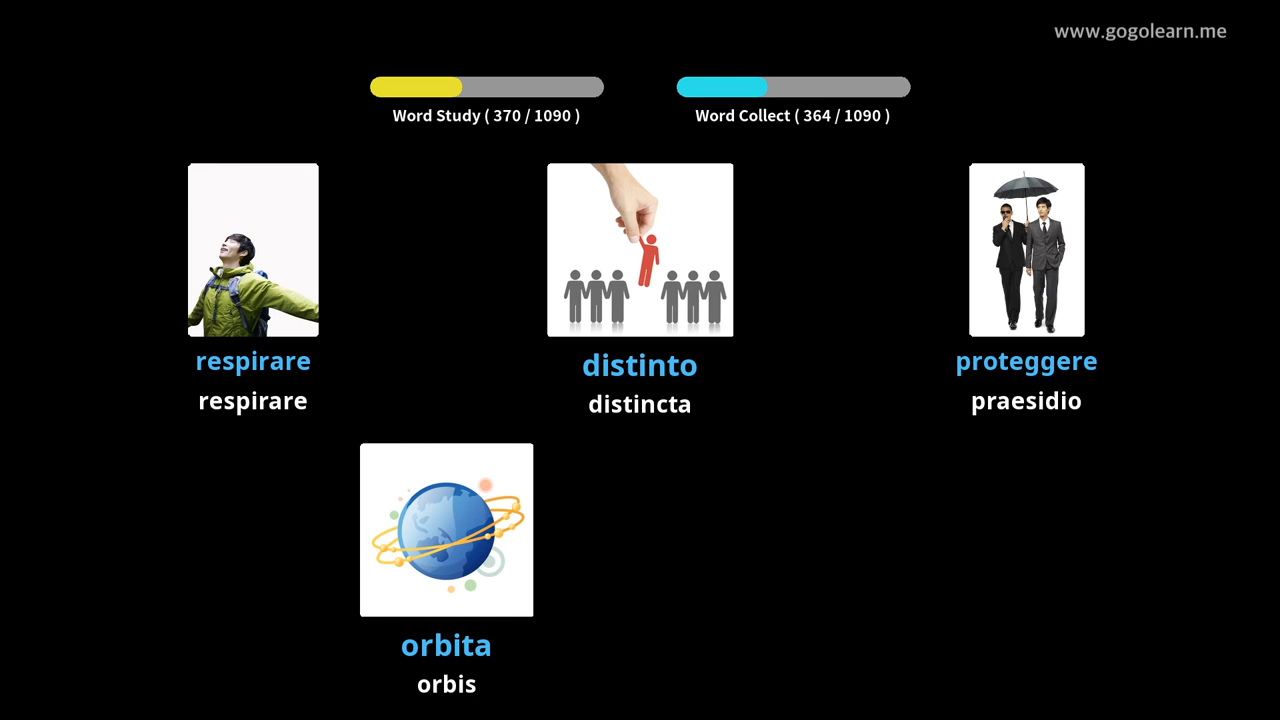 www.gogolearn.me
Word Study ( 370 / 1090 )
Word Collect ( 364 / 1090 )
respirare
respirare
distinto
distincta
proteggere
praesidio
orbita
orbis